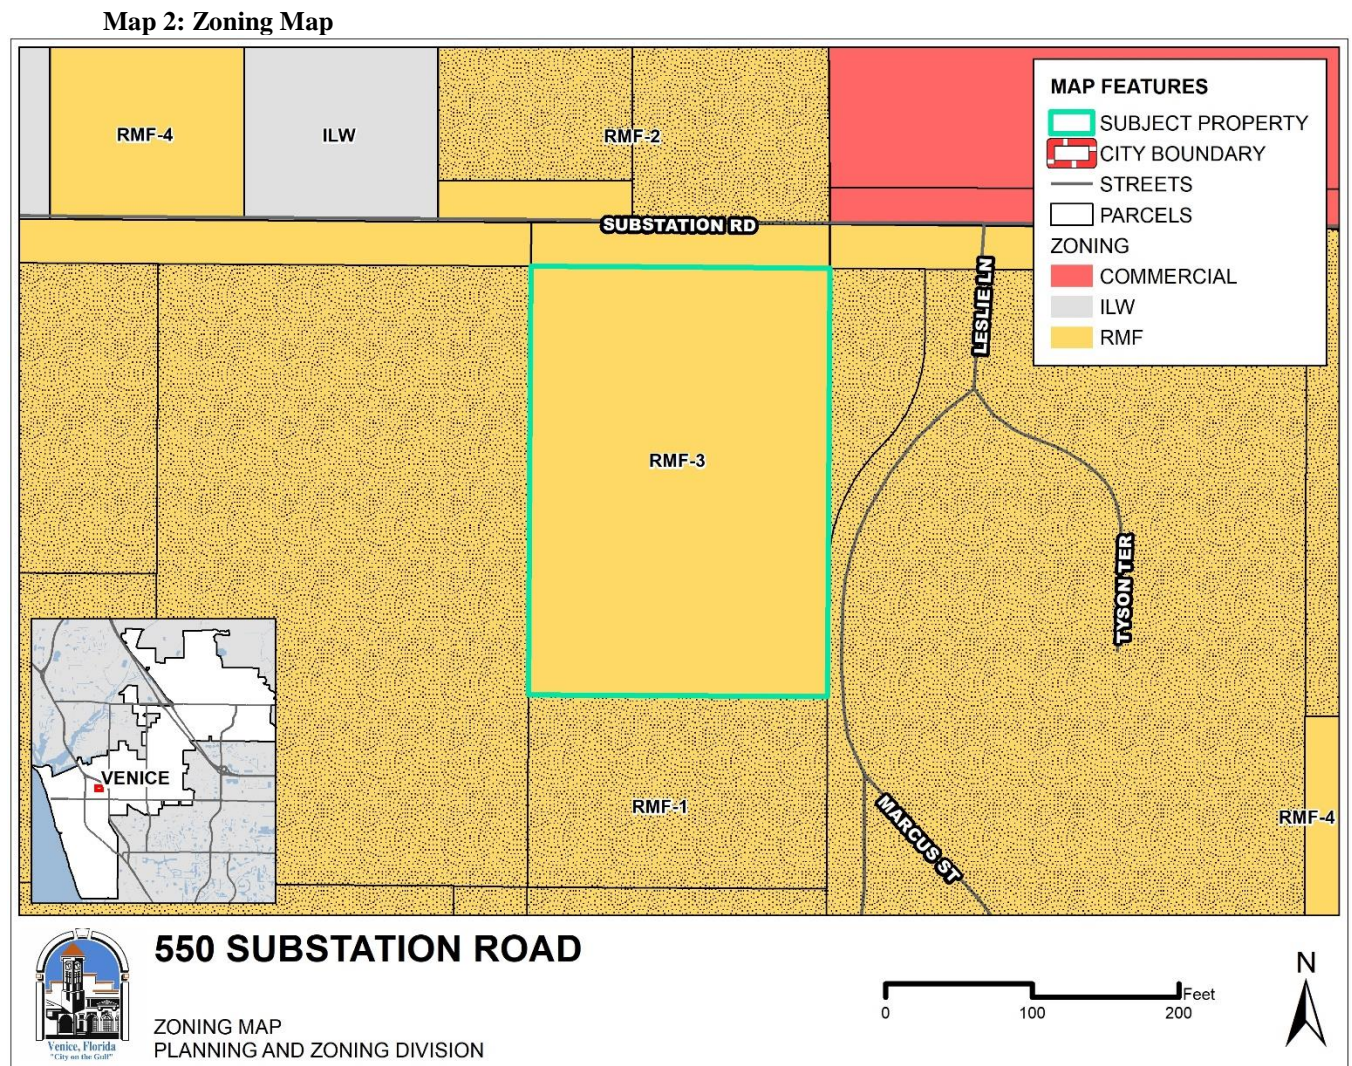 Map 2: Zoning Map
RMF-4
ILW
RMF-2
MAP FEATURES
SUBJECT PROPERTY
CITY BOUNDARY
STREETS
PARCELS
ZONING
COMMERCIAL
ILW
RMF
SUBSTATION RD
LESLIE LN
RMF-3
TYSON TER
VENICE
RMF-1
MARCUS ST
RMF-4
550 SUBSTATION ROAD
ZONING MAP
PLANNING AND ZONING DIVISION
Venice, Florida
"City on the Gulf"
Feet
0 100 200
N